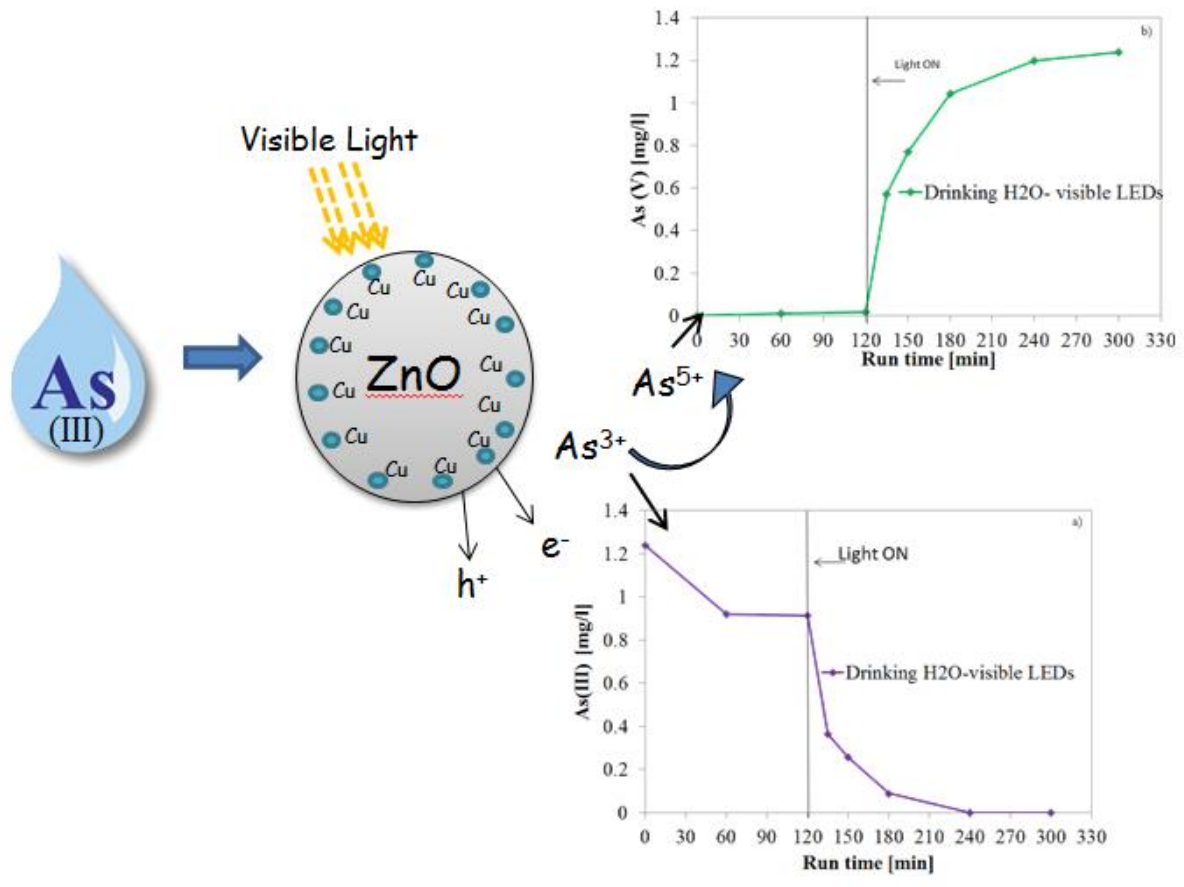 Visible Light
As
(III)
Cu
Cu
Cu
Cu
Cu
Cu
Cu
Cu
Cu
Cu
Cu
Cu
Cu
ZnO
h+
e-
As3+
As5+
b)
1.4
1.2
1
0.8
0.6
0.4
0.2
0
As (V) [mg/l]
Light ON
Drinking H2O- visible LEDs
0 30 60 90 120 150 180 210 240 270 300 330
Run time [min]
a)
1.4
1.2
1
0.8
0.6
0.4
0.2
0
As(III) [mg/l]
Light ON
Drinking H2O-visible LEDs
0 30 60 90 120 150 180 210 240 270 300 330
Run time [min]